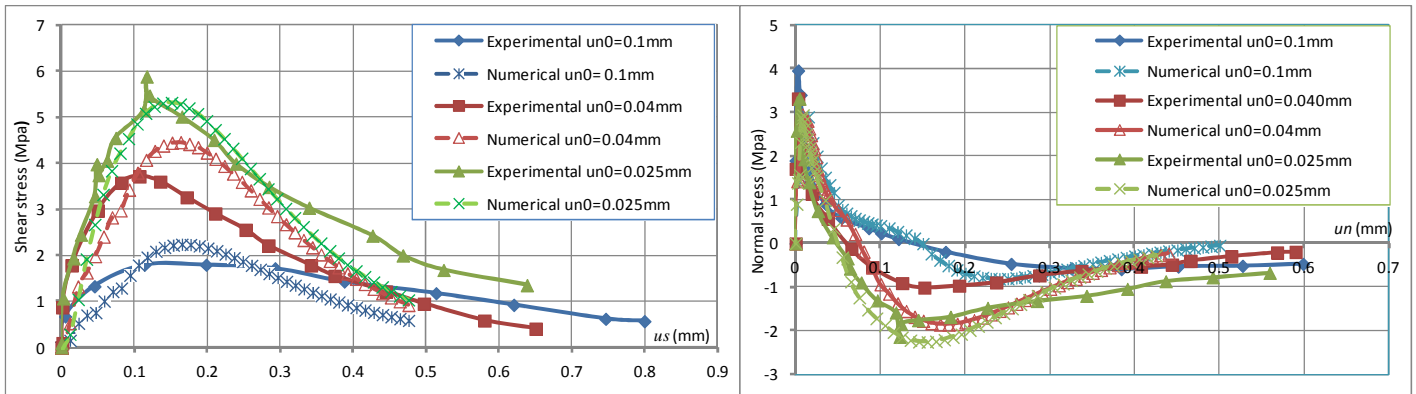 Shear stress (Mpa)
7
6
5
4
3
2
1
0
0
0.1
0.2
0.3
0.4
0.5
0.6
0.7
0.8
0.9
us (mm)
Experimental un0=0.1mm
Numerical un0= 0.1mm
Experimental un0=0.04mm
Numerical un0=0.04mm
Experimental un0=0.025mm
Numerical un0=0.025mm
Normal stress (Mpa)
5
4
3
2
1
0
-1
-2
-3
0
0.1
0.2
0.3
0.4
0.5
0.6
0.7
un (mm)
Experimental un0=0.1mm
Numerical un0=0.1mm
Experimental un0=0.040mm
Numerical un0=0.04mm
Expeirmental un0=0.025mm
Numerical un0=0.025mm